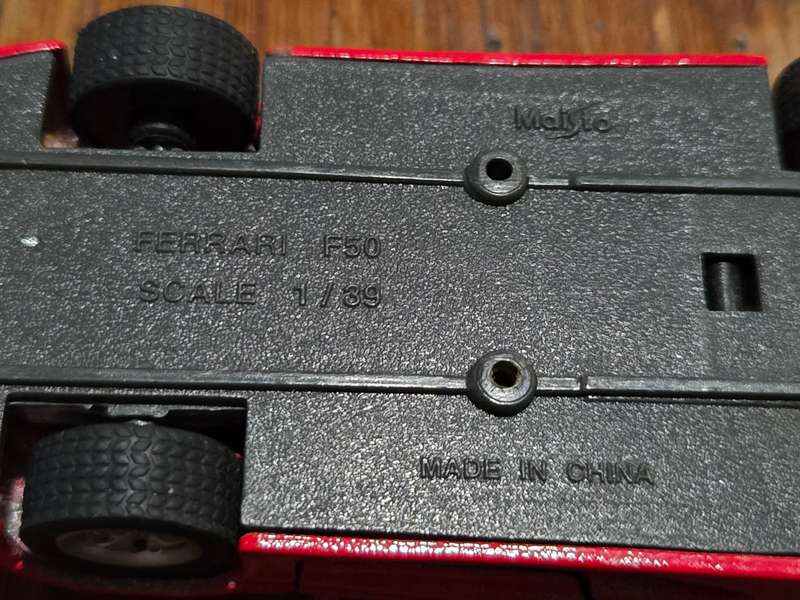 Maisto
FERRARI F50
SCALE 1/39
MADE IN CHINA